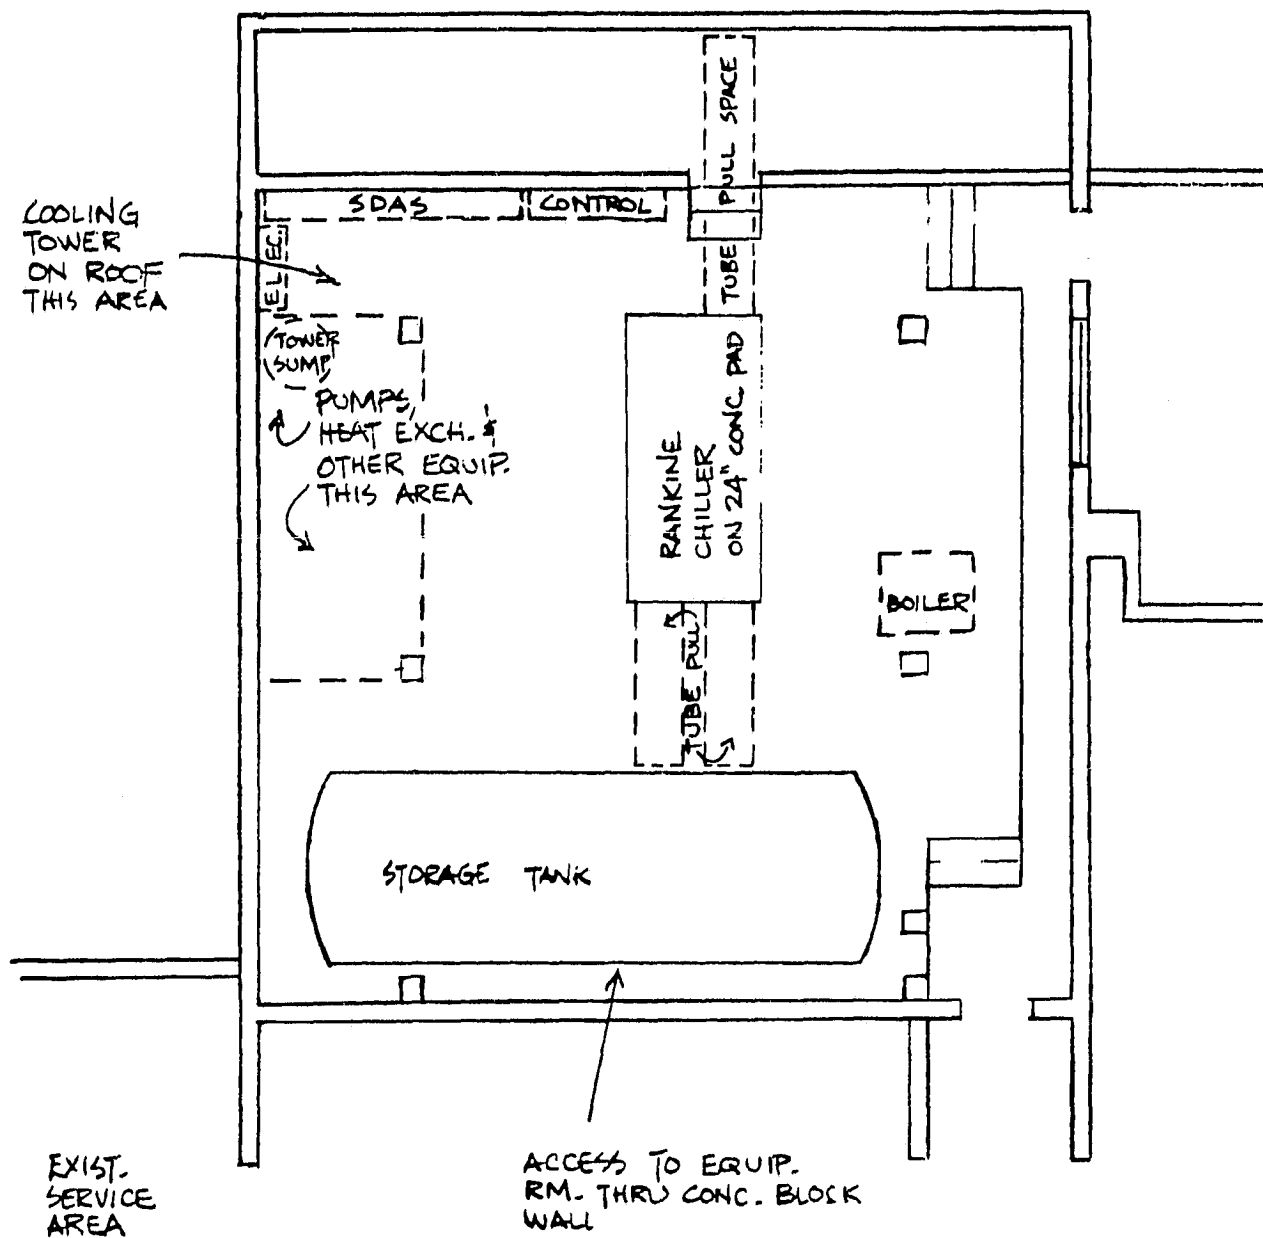 TUBE PULL SPACE
SDAS
CONTROL
COOLING
TOWER
ON ROOF
THIS AREA
ELEC.
TOWER
SUMP
PUMPS,
HEAT EXCH. &
OTHER EQUIP.
THIS AREA
RANKINE
CHILLER
ON 24" CONC PAD
BOILER
TUBE PULL
STORAGE TANK
EXIST.
SERVICE
AREA
ACCESS TO EQUIP.
RM. THRU CONC. BLOCK
WALL